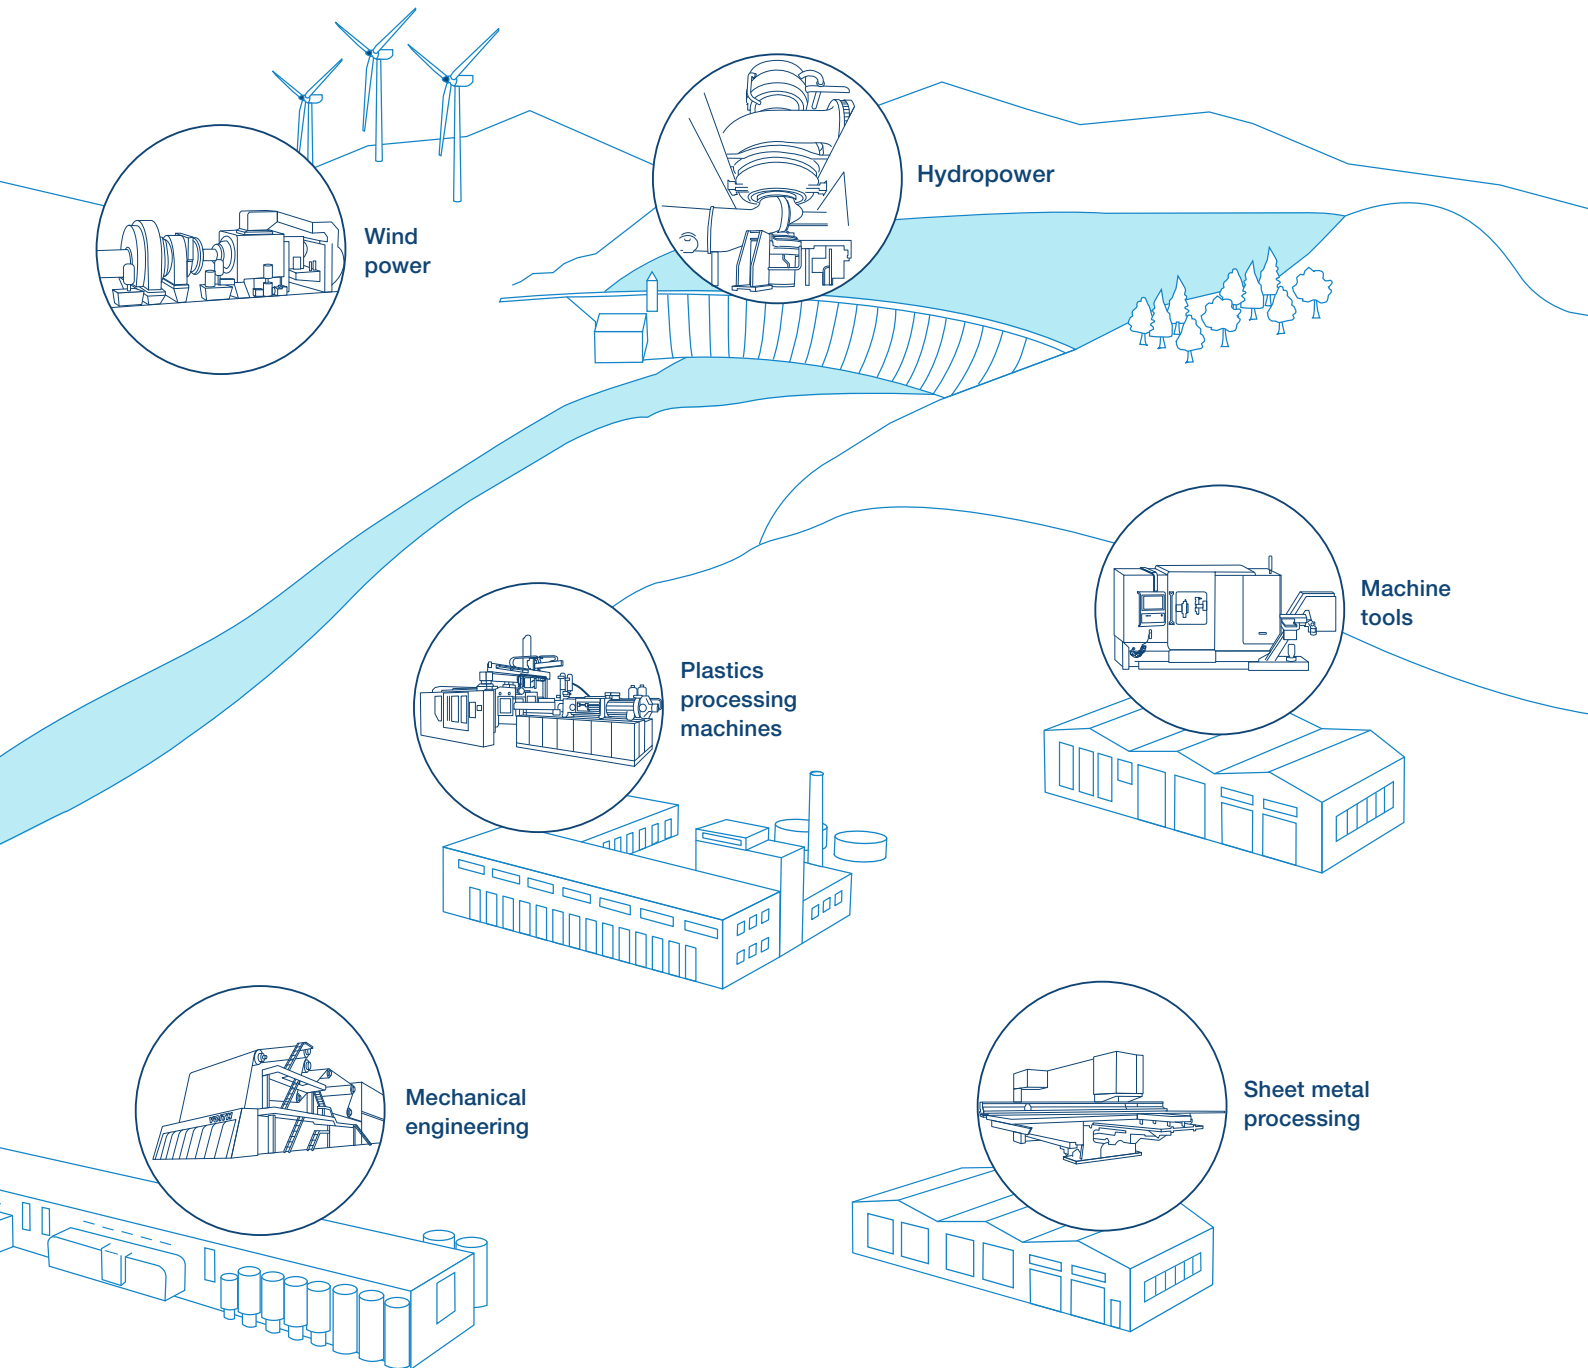 Hydropower
Wind
power
Machine
tools
Plastics
processing
machines
Mechanical
engineering
Sheet metal
processing